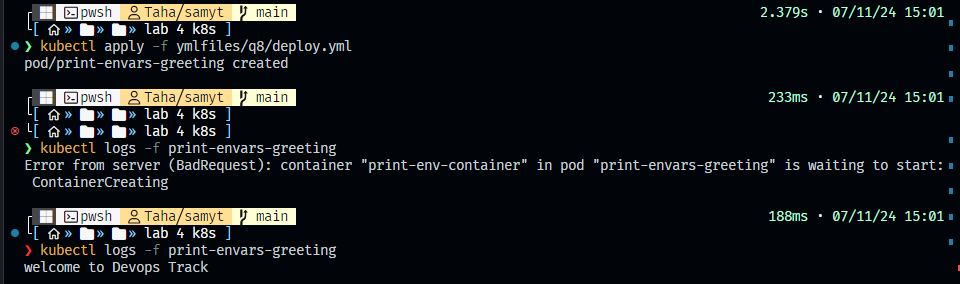 pwsh Taha/samyt main 2.379s • 07/11/24 15:01
[ » » » lab 4 k8s ]
❯ kubectl apply -f ymlfiles/q8/deploy.yml
pod/print-envars-greeting created
pwsh Taha/samyt main 233ms • 07/11/24 15:01
[ » » » lab 4 k8s ]
[ » » » lab 4 k8s ]
❯ kubectl logs -f print-envars-greeting
Error from server (BadRequest): container "print-env-container" in pod "print-envars-greeting" is waiting to start:
ContainerCreating
pwsh Taha/samyt main 188ms • 07/11/24 15:01
[ » » » lab 4 k8s ]
❯ kubectl logs -f print-envars-greeting
welcome to Devops Track